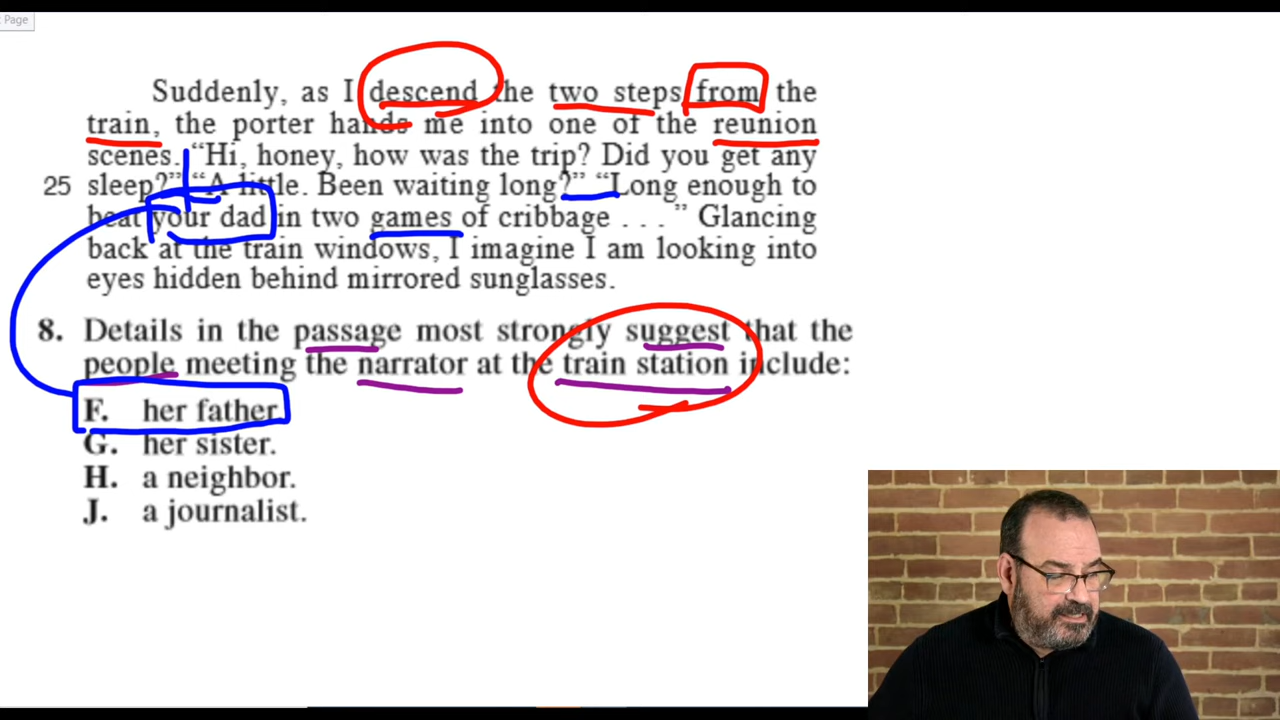 Page
Suddenly, as I descend the two steps from the
train, the porter hands me into one of the reunion
scenes. “Hi, honey, how was the trip? Did you get any
25 sleep?” “A little. Been waiting long?” “Long enough to
beat your dad in two games of cribbage . . . ” Glancing
back at the train windows, I imagine I am looking into
eyes hidden behind mirrored sunglasses.
8. Details in the passage most strongly suggest that the
people meeting the narrator at the train station include:
F. her father.
G. her sister.
H. a neighbor.
J. a journalist.